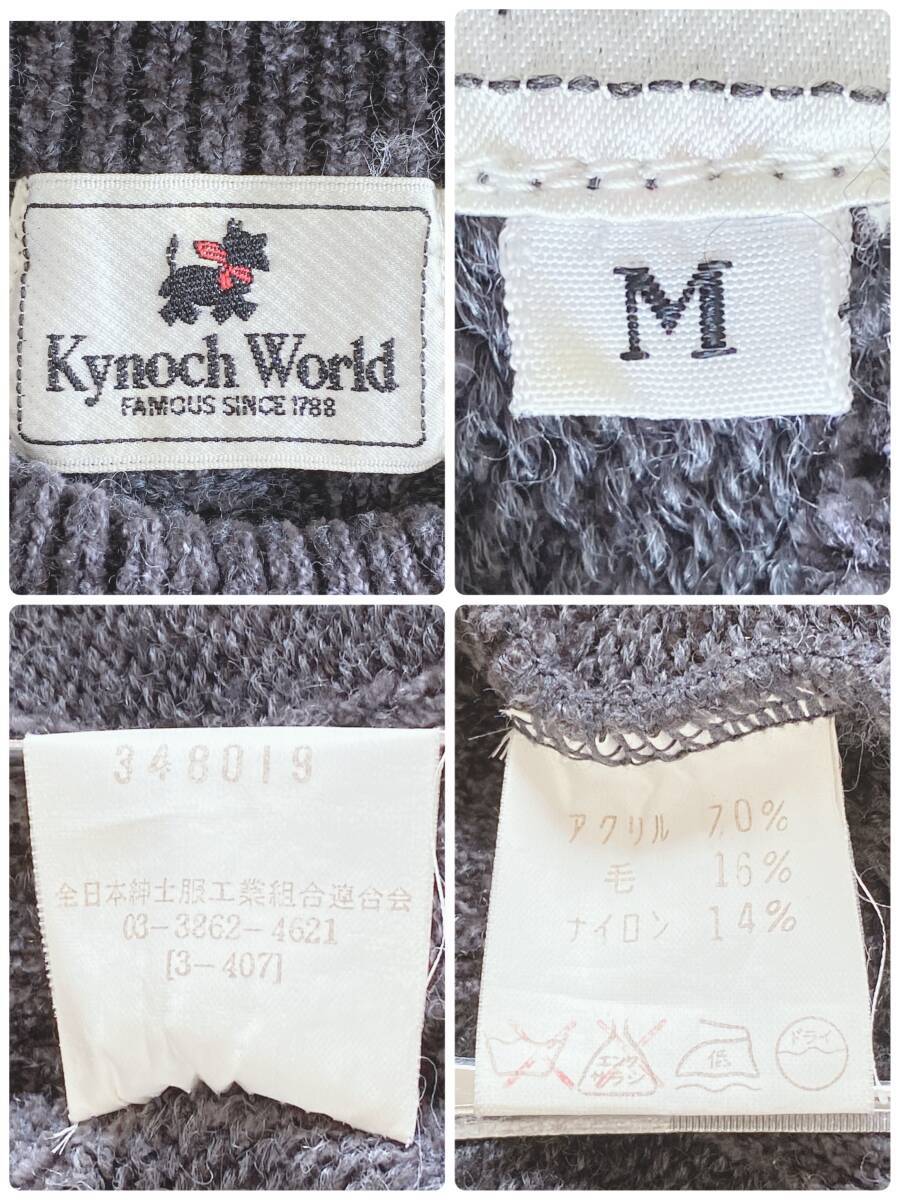 Kynoch World
FAMOUS SINCE 1788
M
348019
全日本紳士服工業組合連合会
03-3862-4621
[3-407]
アクリル 70%
毛 16%
ナイロン 14%
エンソ
サラシ
低
ドライ